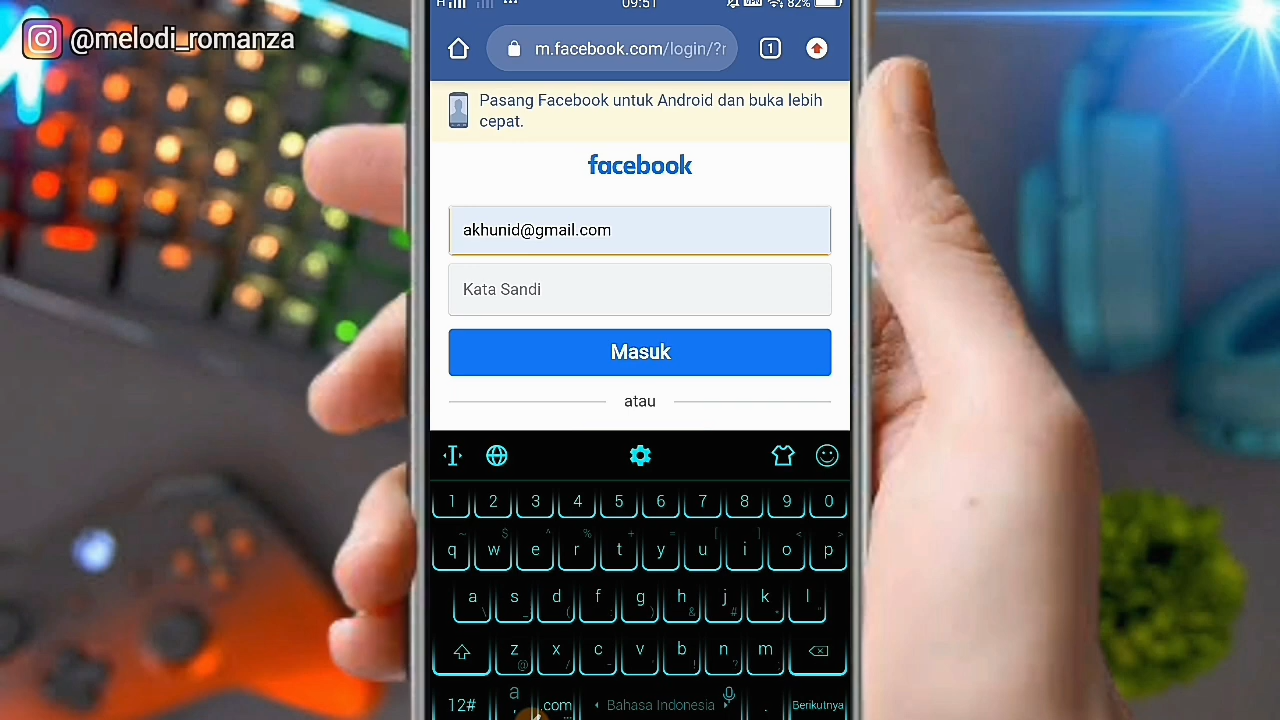 @melodi_romanza
09:51
82%
m.facebook.com/login/?r
1
Pasang Facebook untuk Android dan buka lebih
cepat.
facebook
akhunid@gmail.com
Kata Sandi
Masuk
atau
1 2 3 4 5 6 7 8 9 0
q w e r t y u i o p
a s d f g h j k l
z x c v b n m
12# .com Bahasa Indonesia . Berikutnya